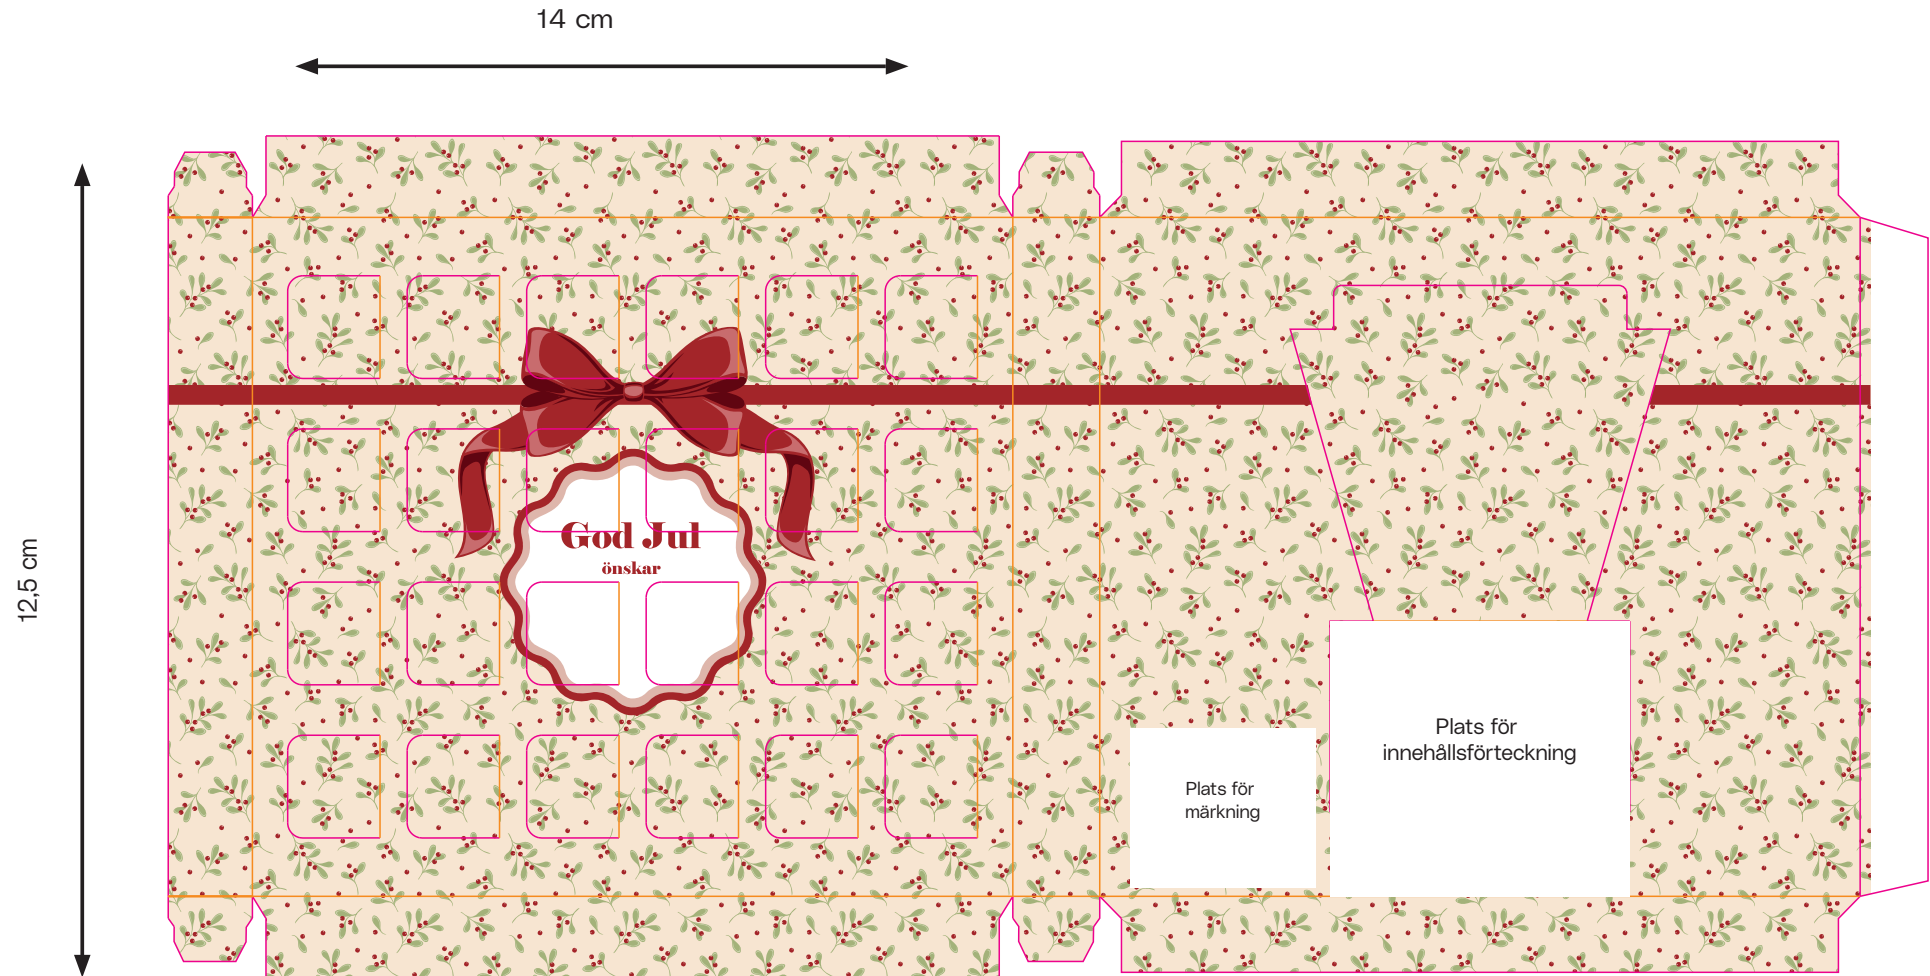 14 cm
12,5 cm
God Jul
önskar
Plats för
innehållsförteckning
Plats för
märkning